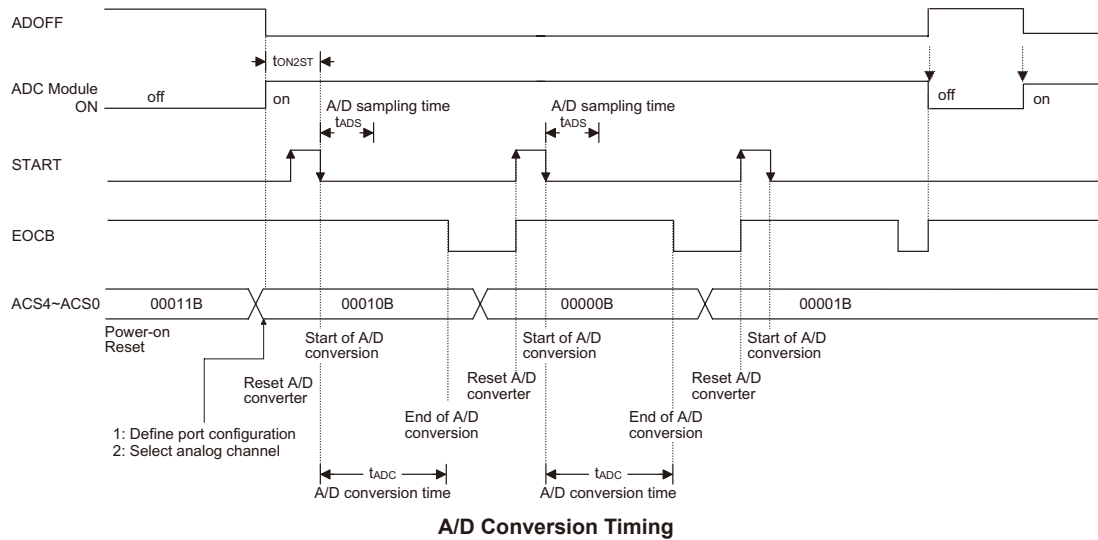 ADOFF
tON2ST
ADC Module
ON
off
on
off
on
A/D sampling time
tADS
A/D sampling time
tADS
START
EOCB
ACS4~ACS0
00011B
00010B
00000B
00001B
Power-on
Reset
Start of A/D
conversion
Start of A/D
conversion
Start of A/D
conversion
Reset A/D
converter
Reset A/D
converter
Reset A/D
converter
End of A/D
conversion
End of A/D
conversion
1: Define port configuration
2: Select analog channel
tADC
A/D conversion time
tADC
A/D conversion time
A/D Conversion Timing